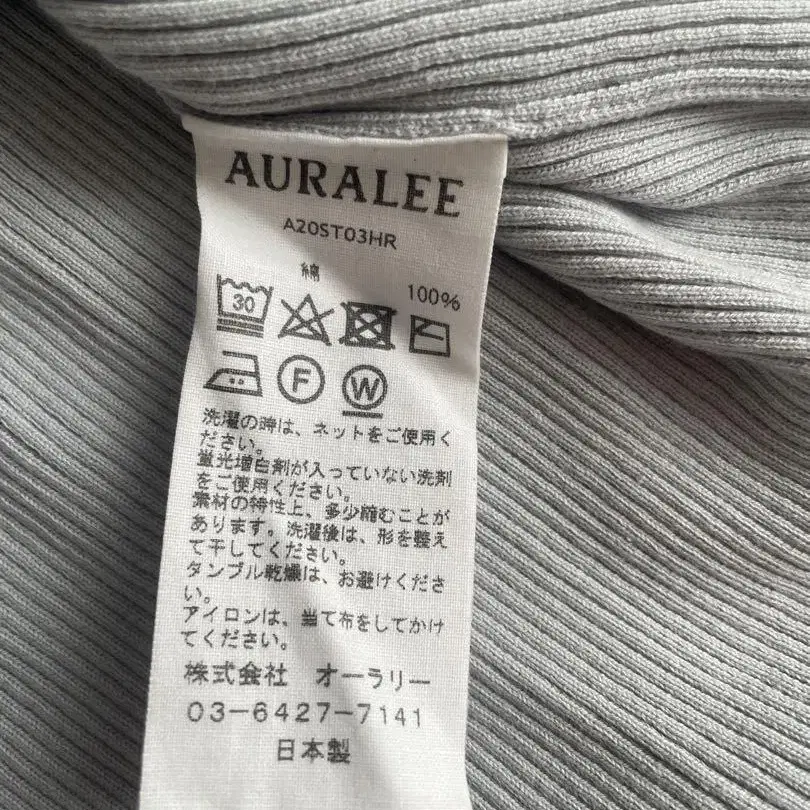 AURALEE
A20ST03HR
綿 100%
30
F W
洗濯の時は、ネットをご使用く
ださい。
蛍光増白剤が入っていない洗剤
をご使用ください。
素材の特性上、多少縮むことが
あります。洗濯後は、形を整え
て干してください。
タンブル乾燥は、お避けくださ
い。
アイロンは、当て布をしてかけ
てください。
株式会社 オーラリー
03-6427-7141
日本製